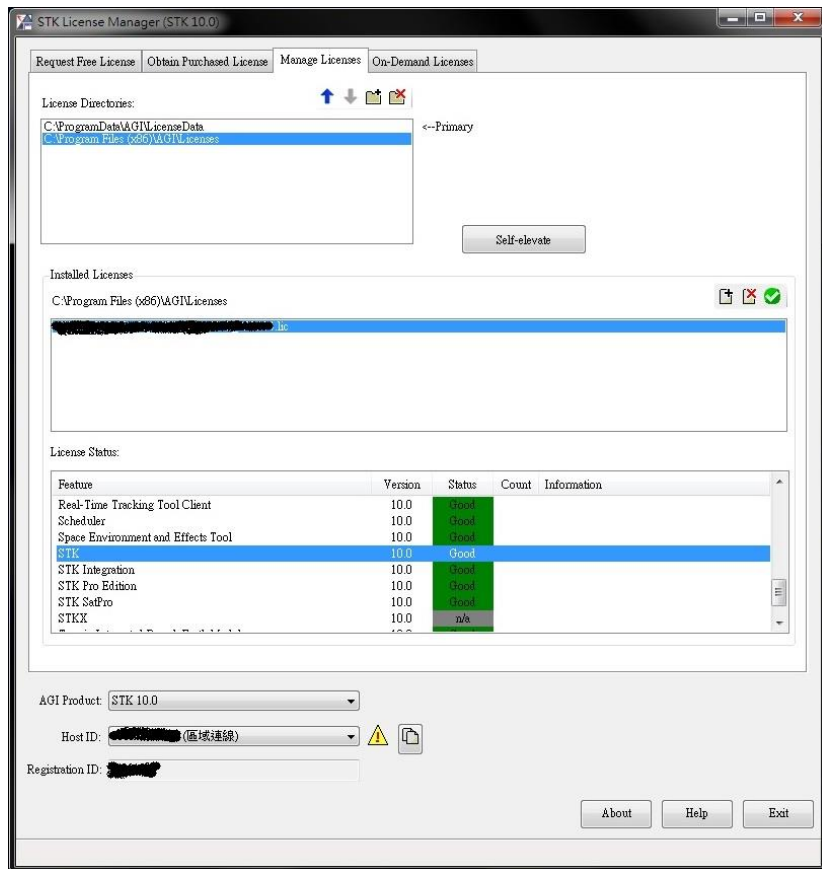 STK License Manager (STK 10.0)
Request Free License Obtain Purchased License Manage Licenses On-Demand Licenses
License Directories:
C:\ProgramData\AGI\LicenseData
<--Primary
C:\Program Files (x86)\AGI\Licenses
Self-elevate
Installed Licenses
C:\Program Files (x86)\AGI\Licenses
.lic
License Status:
Feature Version Status Count Information
Real-Time Tracking Tool Client 10.0 Good
Scheduler 10.0 Good
Space Environment and Effects Tool 10.0 Good
STK 10.0 Good
STK Integration 10.0 Good
STK Pro Edition 10.0 Good
STK SatPro 10.0 Good
STKX 10.0 n/a
AGI Product: STK 10.0
Host ID: (區域連線)
Registration ID:
About Help Exit